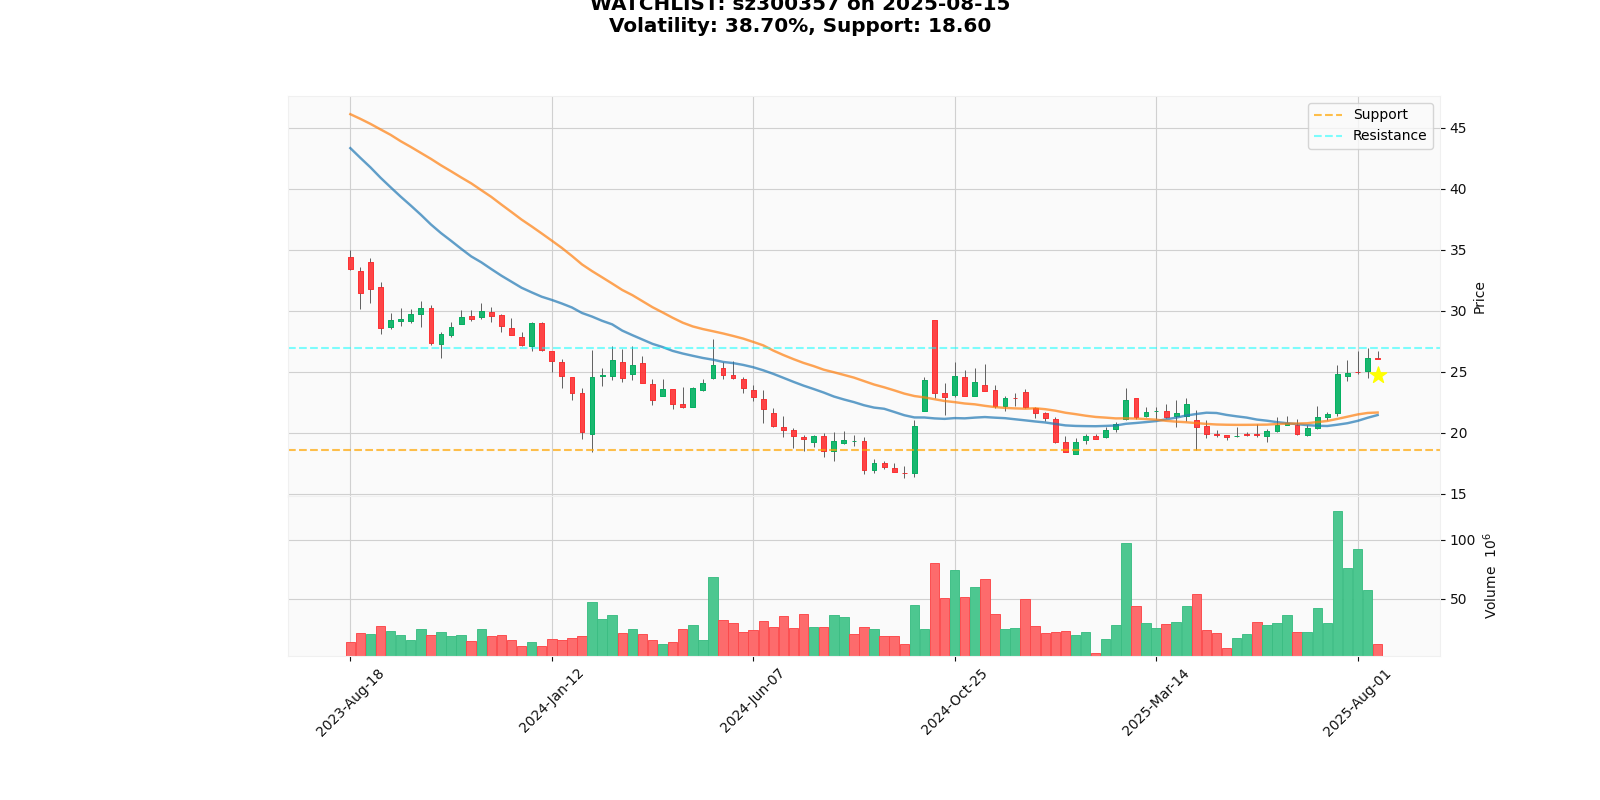 WATCHLIST: sz300357 on 2025-08-15
Volatility: 38.70%, Support: 18.60
Support
Resistance
45
40
35
30
25
20
15
Price
100
50
Volume 10⁶
2023-Aug-18
2024-Jan-12
2024-Jun-07
2024-Oct-25
2025-Mar-14
2025-Aug-01